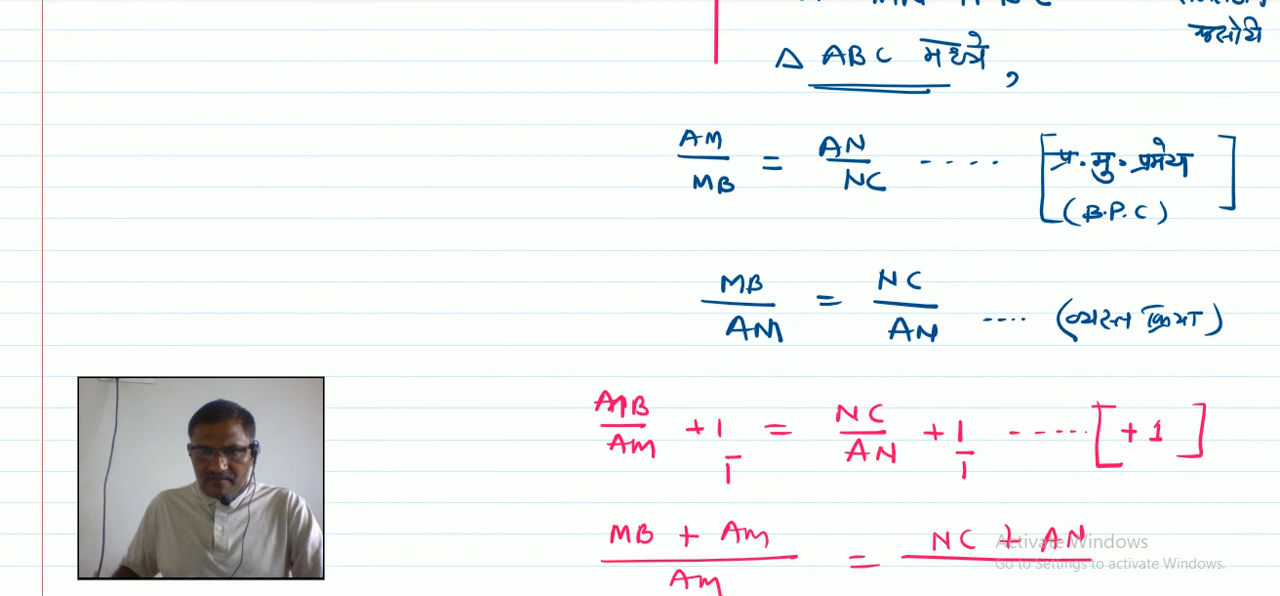 Δ ABC मध्ये ,
AM / MB = AN / NC .... [प्र. मु. प्रमेय (B.P.C)]
MB / AM = NC / AN .... (व्यस्त क्रिया)
MB / AM + 1 / 1 = NC / AN + 1 / 1 ...... [+1]
MB + AM / AM = NC + AN
Activate Windows
Go to Settings to activate Windows.